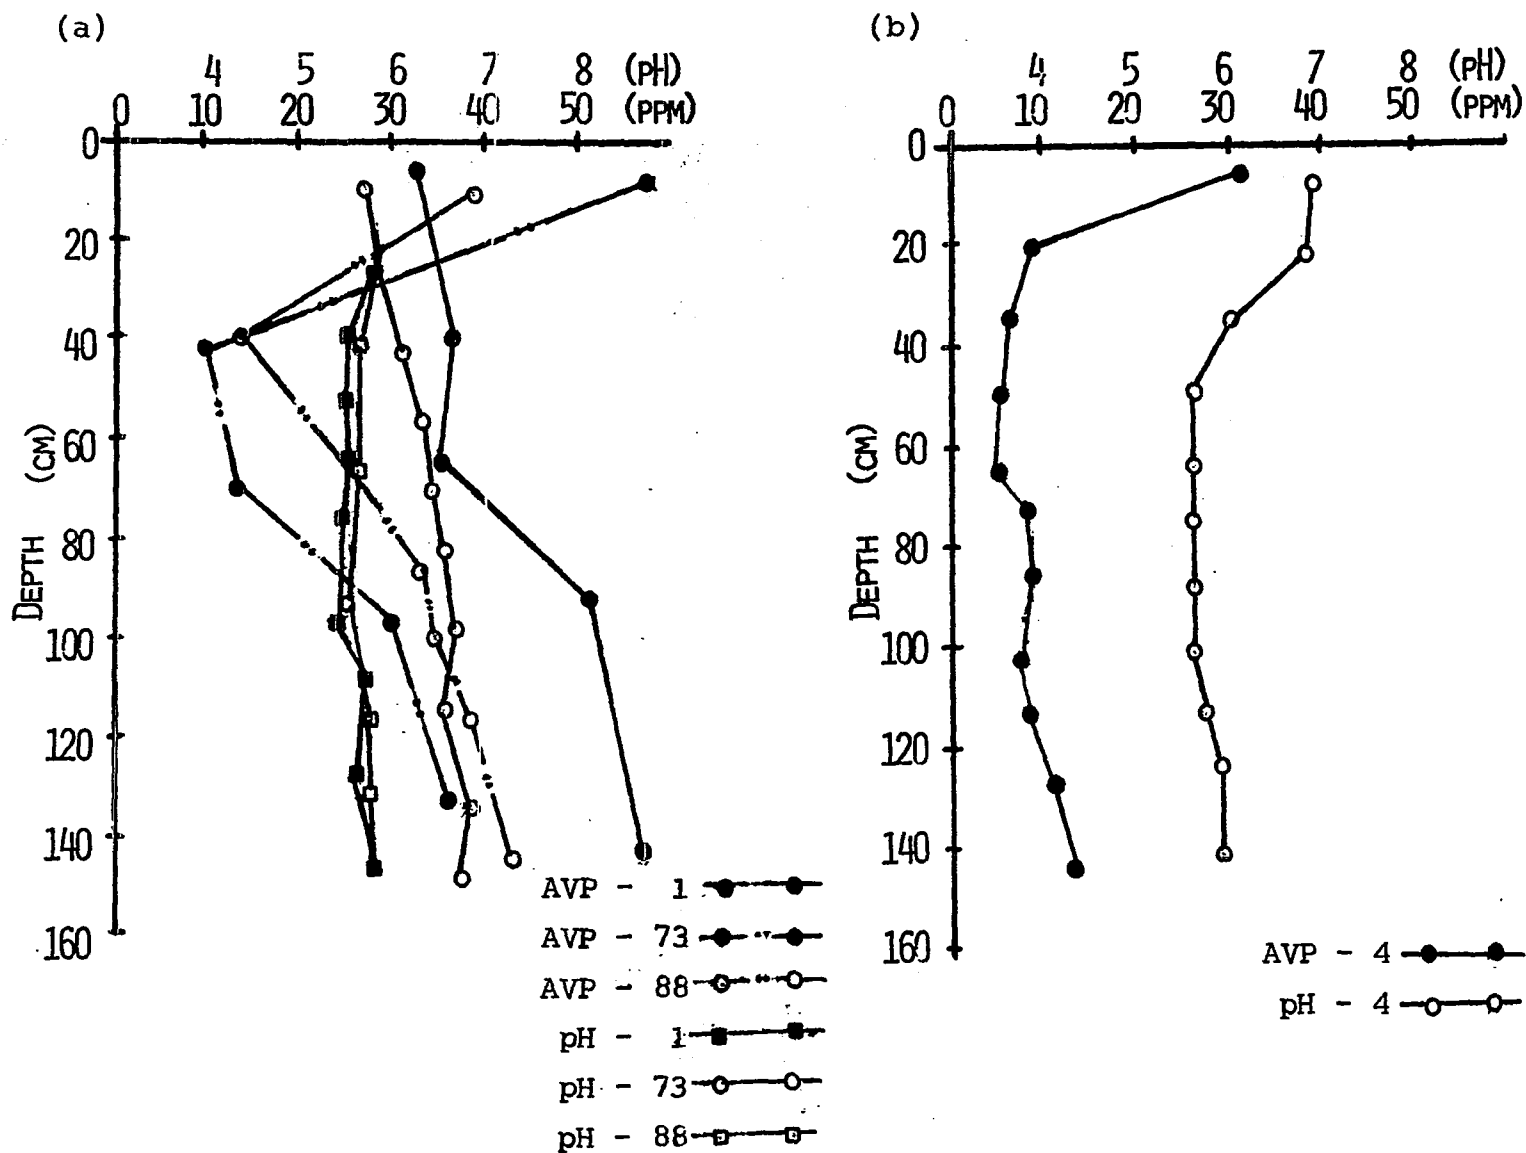 (a)
4 5 6 7 8 (pH)
0 10 20 30 40 50 (PPM)
0
20
40
60
80
100
120
140
160
DEPTH (CM)
AVP - 1
AVP - 73
AVP - 88
pH - 1
pH - 73
pH - 88
(b)
4 5 6 7 8 (pH)
0 10 20 30 40 50 (PPM)
0
20
40
60
80
100
120
140
160
DEPTH (CM)
AVP - 4
pH - 4